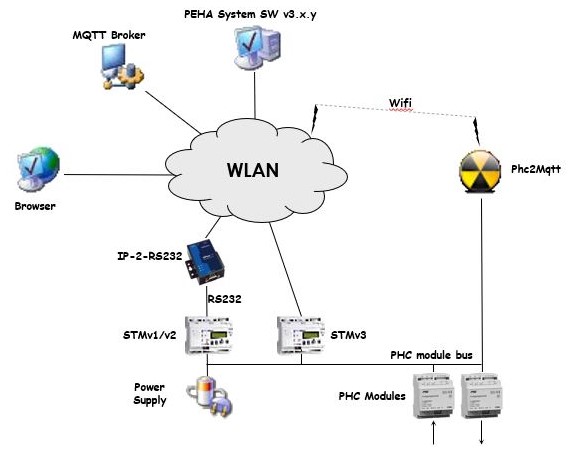 PEHA System SW v3.x.y
MQTT Broker
Wifi
WLAN
Phc2Mqtt
Browser
IP-2-RS232
RS232
STMv1/v2
STMv3
PHC module bus
Power
Supply
PHC Modules